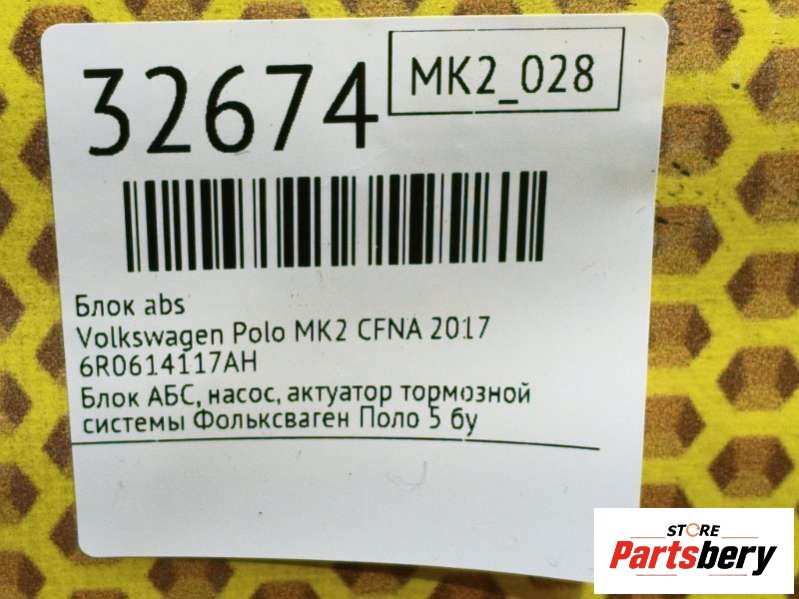 32674
MK2_028
Блок abs
Volkswagen Polo MK2 CFNA 2017
6R0614117AH
Блок АБС, насос, актуатор тормозной
системы Фольксваген Поло 5 бу
STORE
Partsbery